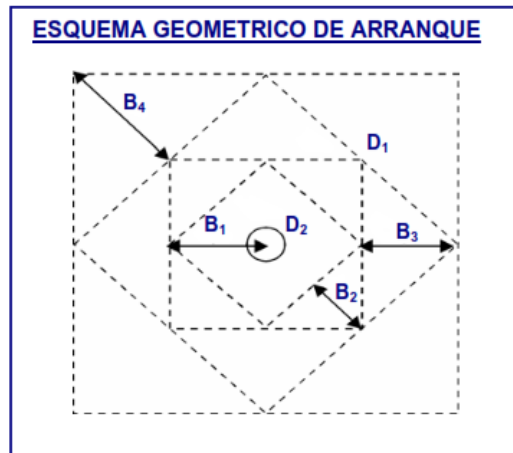 ESQUEMA GEOMETRICO DE ARRANQUE
B₄
D₁
B₁
D₂
B₃
B₂